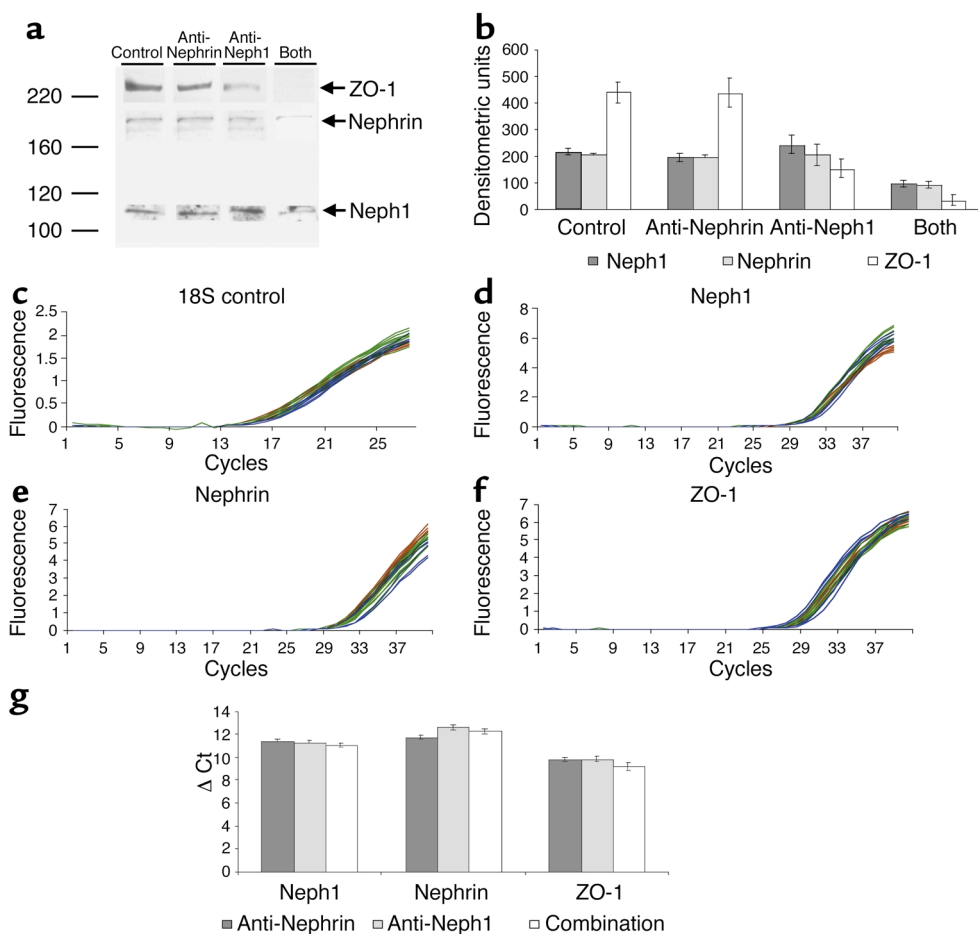 a
Control
Anti-Nephrin
Anti-Neph1
Both
220
160
120
100
ZO-1
Nephrin
Neph1
b
Densitometric units
600
500
400
300
200
100
0
Control Anti-Nephrin Anti-Neph1 Both
Neph1 Nephrin ZO-1
c
18S control
Fluorescence
2.5
2
1.5
1
0.5
0
1 5 9 13 17 21 25
Cycles
d
Neph1
Fluorescence
8
6
4
2
0
1 5 9 13 17 21 25 29 33 37
Cycles
e
Nephrin
Fluorescence
7
6
5
4
3
2
1
0
1 5 9 13 17 21 25 29 33 37
Cycles
f
ZO-1
Fluorescence
7
6
5
4
3
2
1
0
1 5 9 13 17 21 25 29 33 37
Cycles
g
Δ Ct
14
12
10
8
6
4
2
0
Neph1 Nephrin ZO-1
Anti-Nephrin Anti-Neph1 Combination